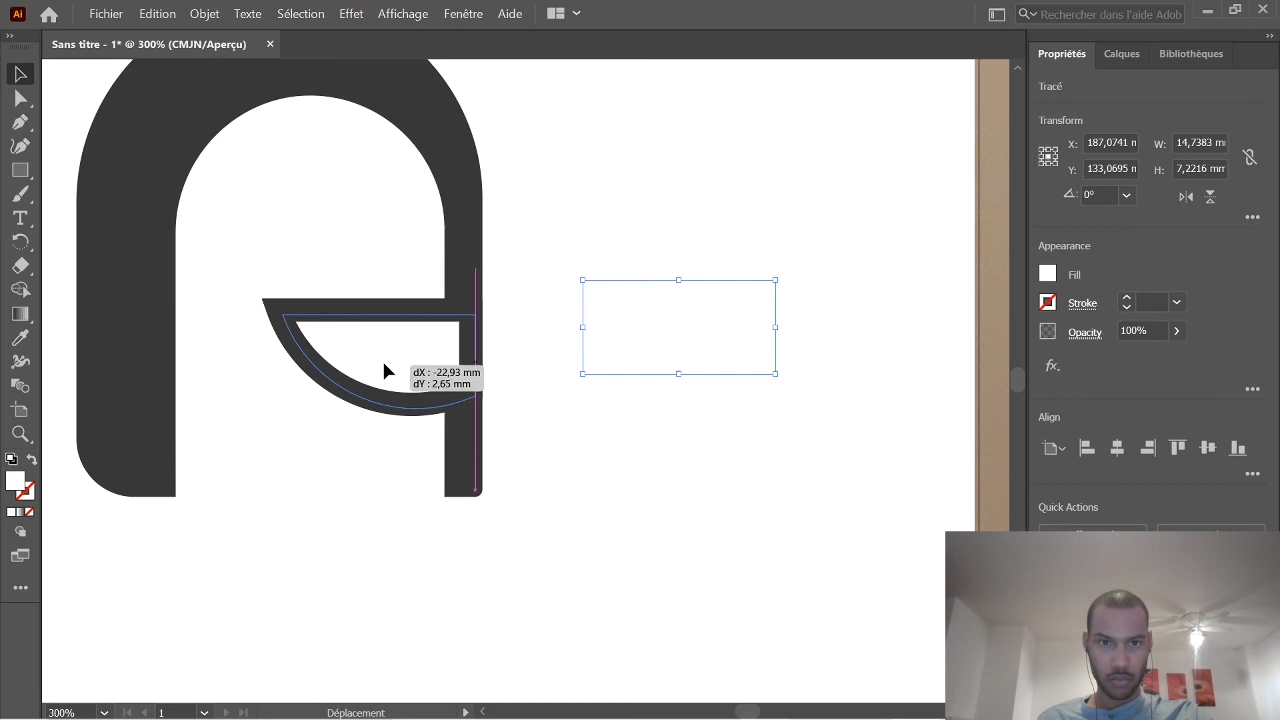 Ai
Fichier Edition Objet Texte Sélection Effet Affichage Fenêtre Aide
Rechercher dans l'aide Adob
Sans titre - 1* @ 300% (CMJN/Aperçu)
Propriétés Calques Bibliothèques
Tracé
Transform
X: 187,0741 n W: 14,7383 m
Y: 133,0695 n H: 7,2216 mm
0°
Appearance
Fill
Stroke
Opacity 100%
fx.
dX : -22,93 mm
dY : 2,65 mm
Align
Quick Actions
300% 1 Déplacement